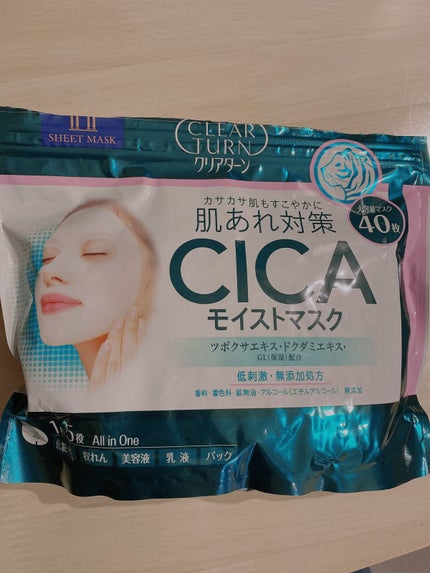 SHEET MASK
CLEAR
TURN
クリアターン
カサカサ肌もすこやかに
肌あれ対策
大容量マスク
40枚
CICA
モイストマスク
ツボクサエキス・ドクダミエキス・
GL(保湿)配合
低刺激・無添加処方
香料・着色料・鉱物油・アルコール(エチルアルコール) 無添加
役 All in One
収れん 美容液 乳液 パック